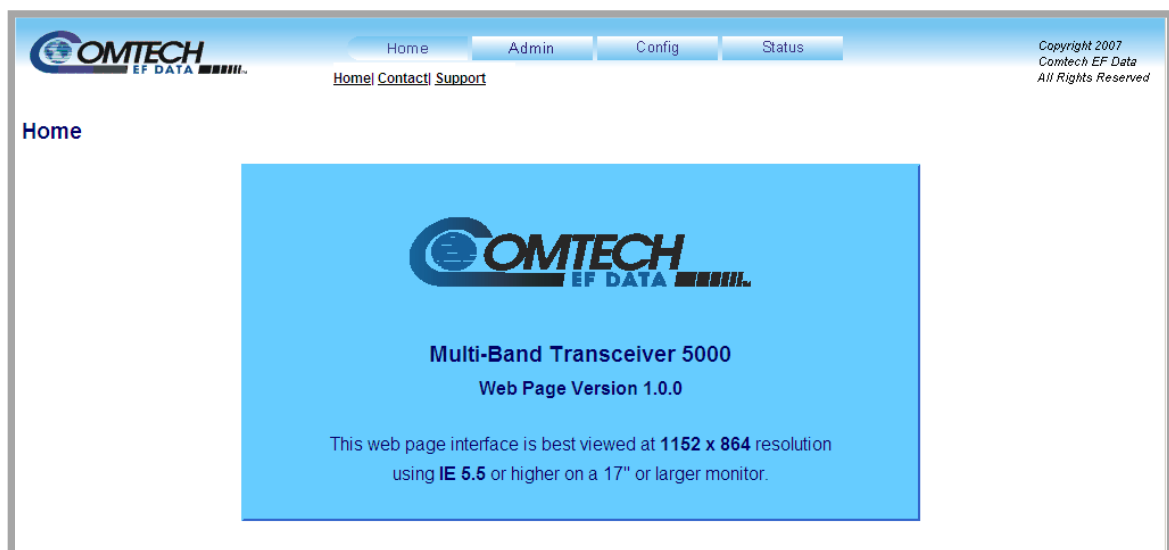 COMTECH
EF DATA
Home Admin Config Status
Home| Contact| Support
Copyright 2007
Comtech EF Data
All Rights Reserved
Home
COMTECH
EF DATA
Multi-Band Transceiver 5000
Web Page Version 1.0.0
This web page interface is best viewed at 1152 x 864 resolution
using IE 5.5 or higher on a 17" or larger monitor.